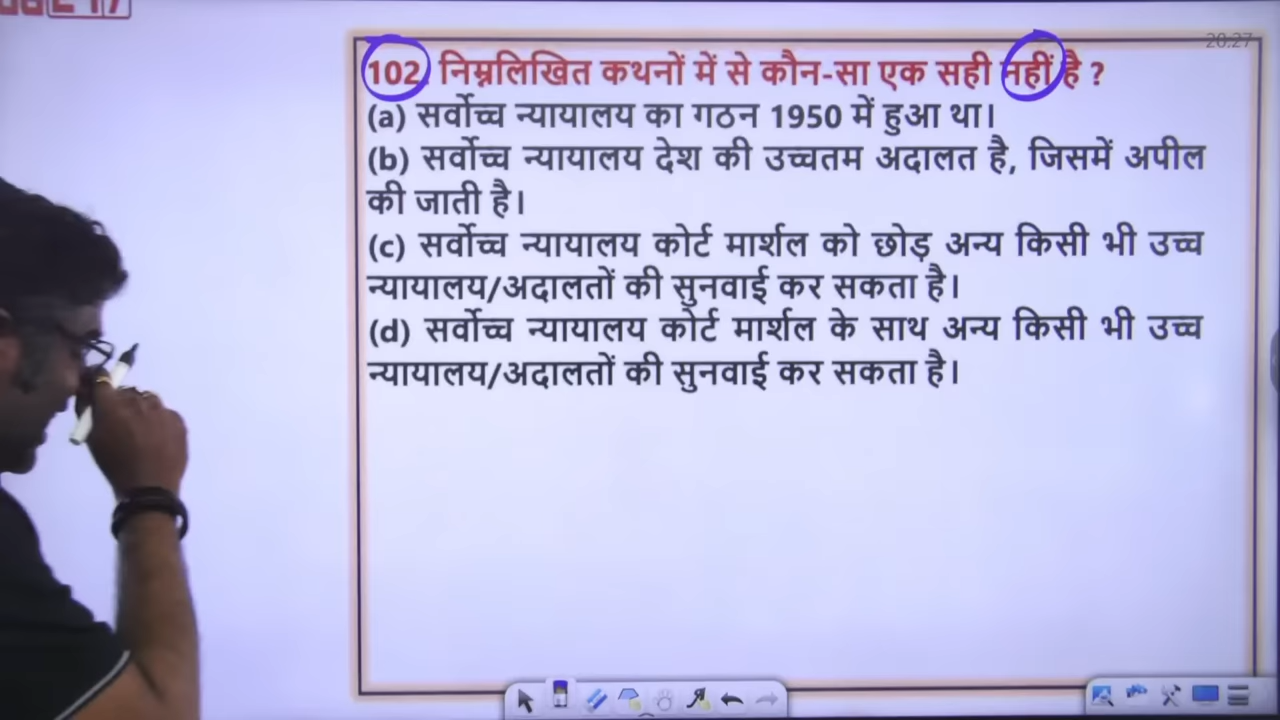 20:27
102. निम्नलिखित कथनों में से कौन-सा एक सही नहीं है ?
(a) सर्वोच्च न्यायालय का गठन 1950 में हुआ था।
(b) सर्वोच्च न्यायालय देश की उच्चतम अदालत है, जिसमें अपील
की जाती है।
(c) सर्वोच्च न्यायालय कोर्ट मार्शल को छोड़ अन्य किसी भी उच्च
न्यायालय/अदालतों की सुनवाई कर सकता है।
(d) सर्वोच्च न्यायालय कोर्ट मार्शल के साथ अन्य किसी भी उच्च
न्यायालय/अदालतों की सुनवाई कर सकता है।